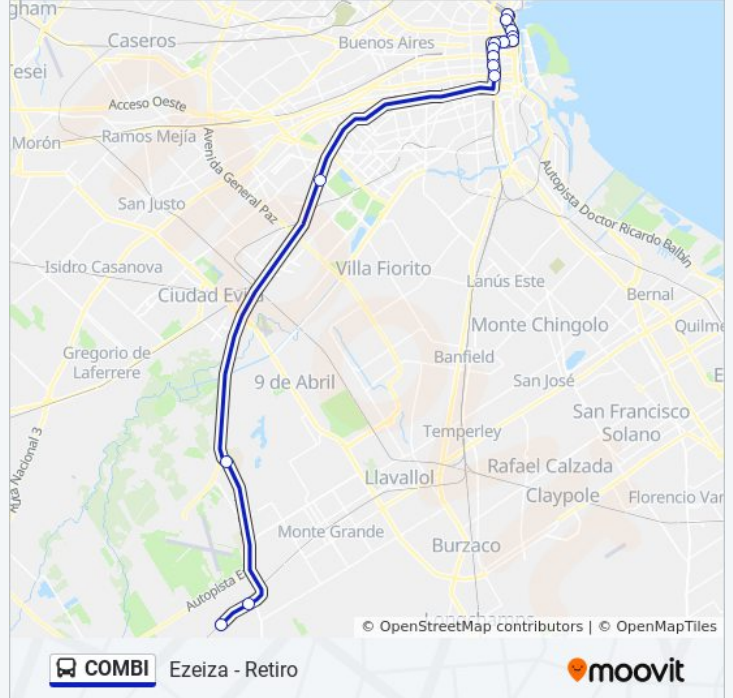 gham
Caseros
Buenos Aires
esei
Acceso Oeste
Morón
Ramos Mejía
Avenida General Paz
Autopista Doctor Ricardo Balbín
San Justo
Isidro Casanova
Villa Fiorito
Lanús Este
Ciudad Evi
Bernal
Monte Chingolo
Quilme
Gregorio de
Laferrere
Banfield
9 de Abril
San José
E
San Francisco
Solano
Temperley
Ruta Nacional 3
Llavallol
Rafael Calzada
Claypole
Florencio Var
Monte Grande
Burzaco
Autopista E
© OpenStreetMap contributors | © OpenMapTiles
COMBI Ezeiza - Retiro
moovit